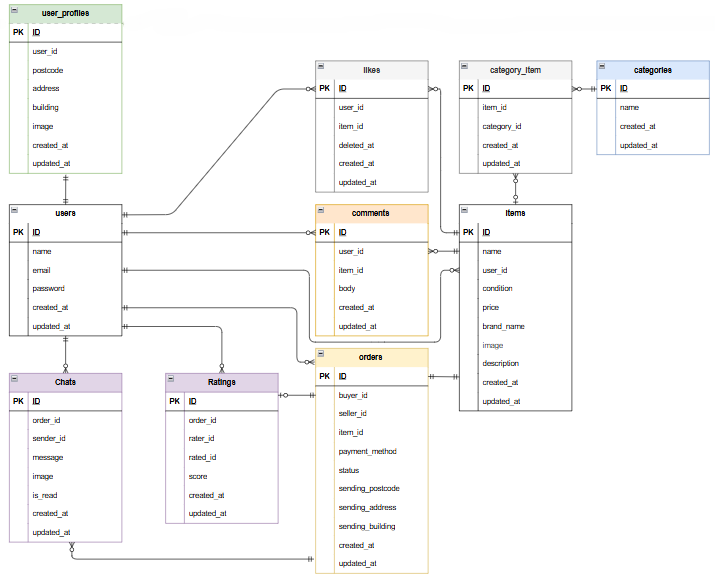 user_profiles
PK ID
user_id
postcode
address
building
image
created_at
updated_at
likes
PK ID
user_id
item_id
deleted_at
created_at
updated_at
category_item
PK ID
item_id
category_id
created_at
updated_at
categories
PK ID
name
created_at
updated_at
users
PK ID
name
email
password
created_at
updated_at
comments
PK ID
user_id
item_id
body
created_at
updated_at
items
PK ID
name
user_id
condition
price
brand_name
image
description
created_at
updated_at
Chats
PK ID
order_id
sender_id
message
image
is_read
created_at
updated_at
Ratings
PK ID
order_id
rater_id
rated_id
score
created_at
updated_at
orders
PK ID
buyer_id
seller_id
item_id
payment_method
status
sending_postcode
sending_address
sending_building
created_at
updated_at